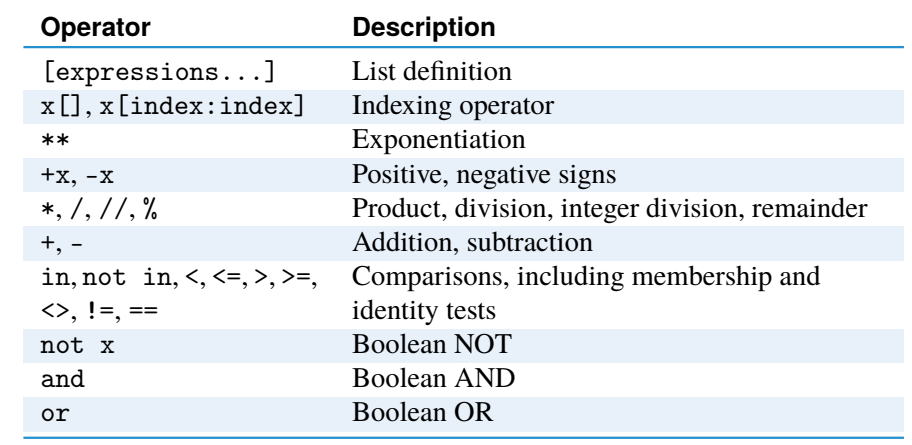 Operator Description
[expressions...] List definition
x[], x[index:index] Indexing operator
** Exponentiation
+x, -x Positive, negative signs
*, /, //, % Product, division, integer division, remainder
+, - Addition, subtraction
in, not in, <, <=, >, >=, Comparisons, including membership and
<>, !=, == identity tests
not x Boolean NOT
and Boolean AND
or Boolean OR